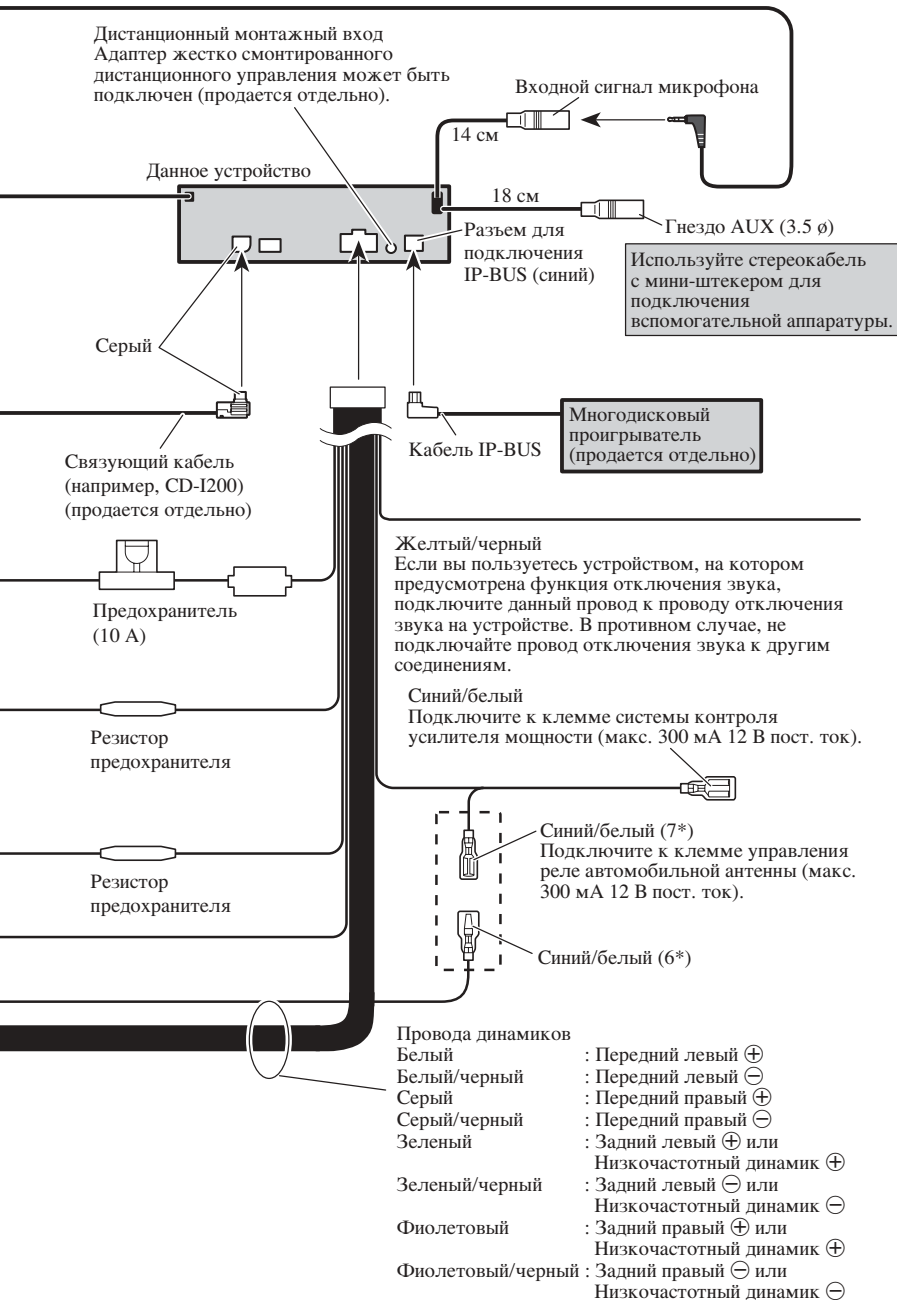 Дистанционный монтажный вход
Адаптер жестко смонтированного
дистанционного управления может быть
подключен (продается отдельно).
Входной сигнал микрофона
14 см
Данное устройство
18 см
Гнездо AUX (3.5 ø)
Разъем для
подключения
IP-BUS (синий)
Используйте стереокабель
с мини-штекером для
подключения
вспомогательной аппаратуры.
Серый
Многодисковый
проигрыватель
(продается отдельно)
Кабель IP-BUS
Связующий кабель
(например, CD-I200)
(продается отдельно)
Желтый/черный
Если вы пользуетесь устройством, на котором
предусмотрена функция отключения звука,
подключите данный провод к проводу отключения
звука на устройстве. В противном случае, не
подключайте провод отключения звука к другим
соединениям.
Предохранитель
(10 А)
Синий/белый
Подключите к клемме системы контроля
усилителя мощности (макс. 300 мА 12 В пост. ток).
Резистор
предохранителя
Синий/белый (7*)
Подключите к клемме управления
реле автомобильной антенны (макс.
300 мА 12 В пост. ток).
Резистор
предохранителя
Синий/белый (6*)
Провода динамиков
Белый : Передний левый ⊕
Белый/черный : Передний левый ⊖
Серый : Передний правый ⊕
Серый/черный : Передний правый ⊖
Зеленый : Задний левый ⊕ или
Низкочастотный динамик ⊕
Зеленый/черный : Задний левый ⊖ или
Низкочастотный динамик ⊖
Фиолетовый : Задний правый ⊕ или
Низкочастотный динамик ⊕
Фиолетовый/черный : Задний правый ⊖ или
Низкочастотный динамик ⊖